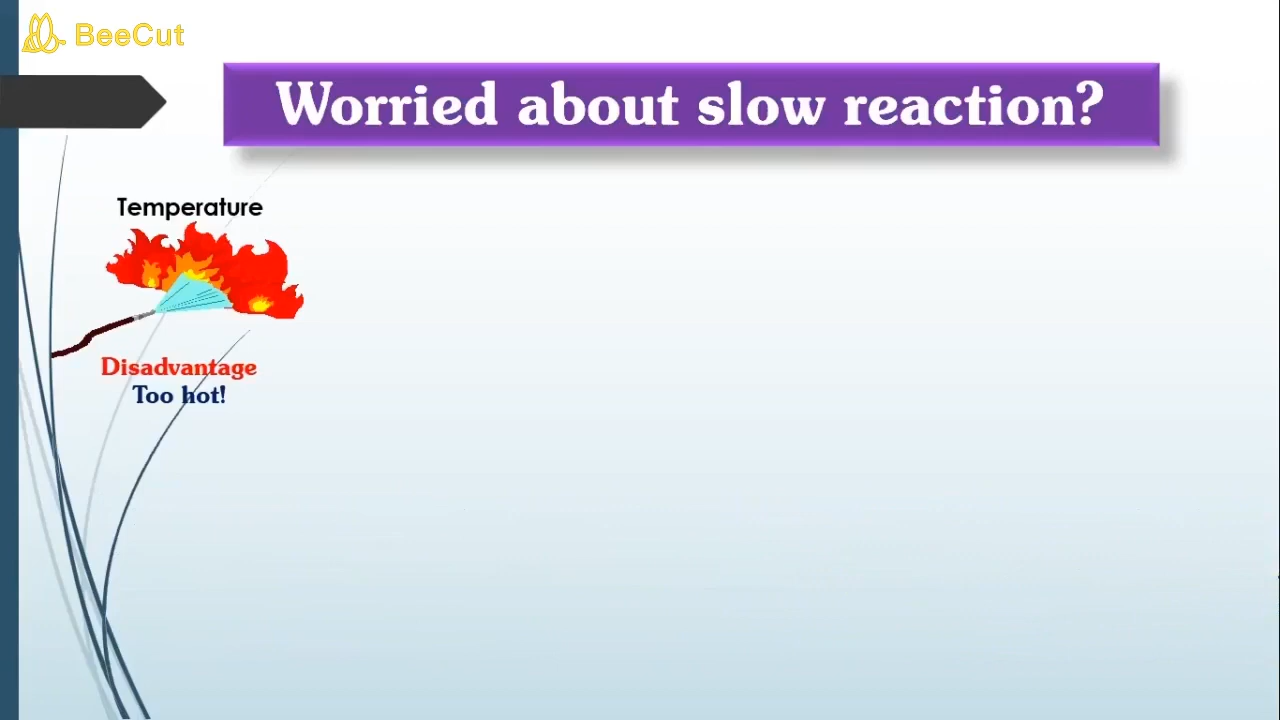 BeeCut
Worried about slow reaction?
Temperature
Disadvantage
Too hot!